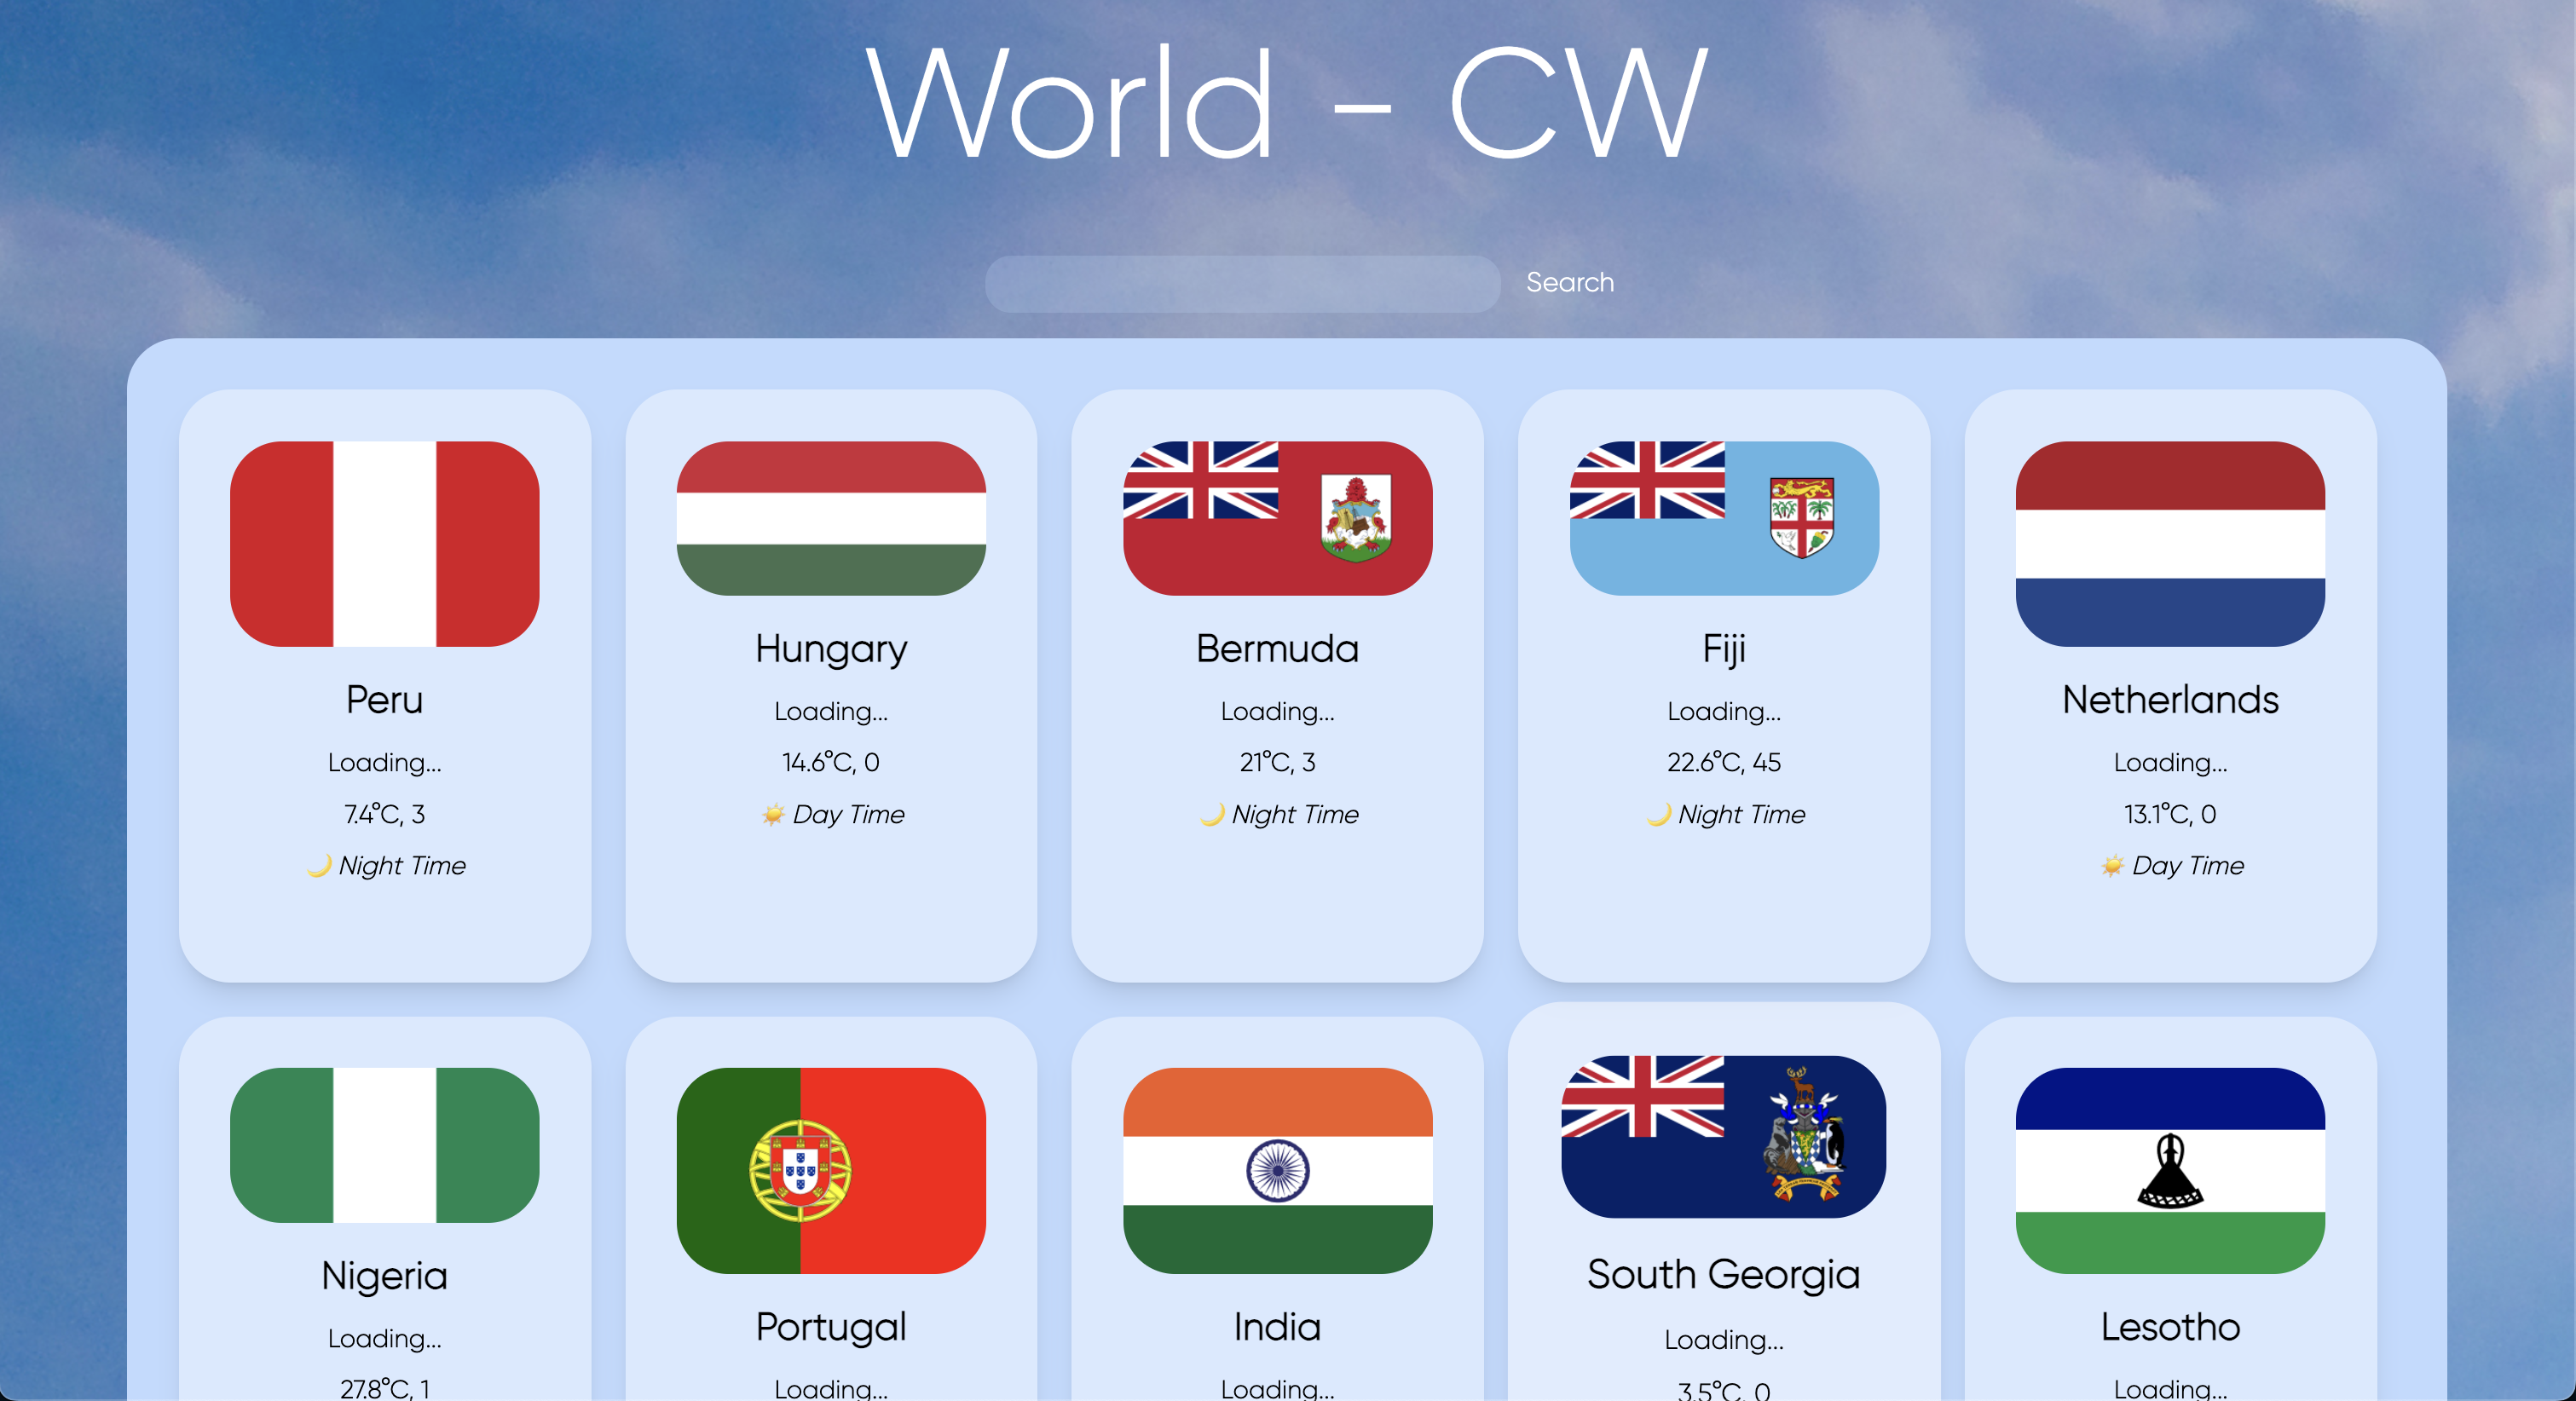 World - CW
Search
Peru
Loading...
7.4°C, 3
🌙 Night Time
Hungary
Loading...
14.6°C, 0
☀️ Day Time
Bermuda
Loading...
21°C, 3
🌙 Night Time
Fiji
Loading...
22.6°C, 45
🌙 Night Time
Netherlands
Loading...
13.1°C, 0
☀️ Day Time
Nigeria
Loading...
27.8°C, 1
Portugal
Loading...
India
Loading...
South Georgia
Loading...
3.5°C, 0
Lesotho
Loading...